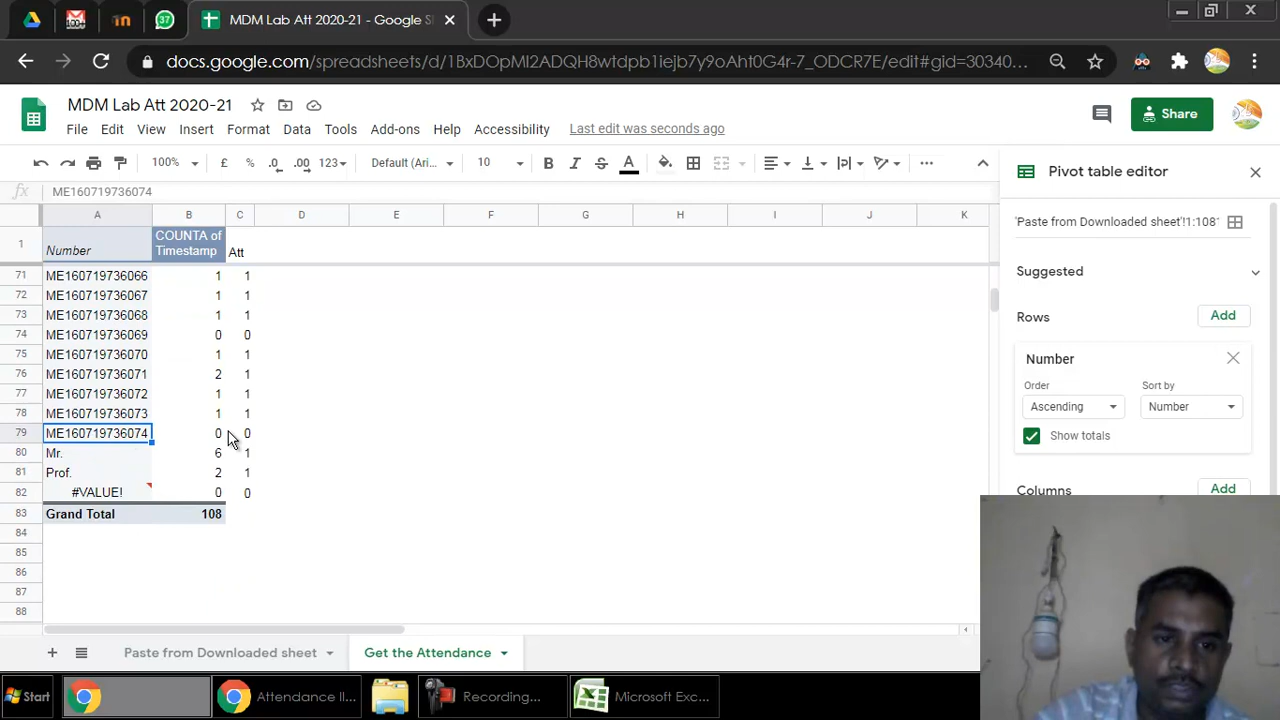 100+
m
37
MDM Lab Att 2020-21 - Google S
docs.google.com/spreadsheets/d/1BxDOpMI2ADQH8wtdpb1iejb7y9oAht0G4r-7_ODCR7E/edit#gid=30340...
MDM Lab Att 2020-21
Share
File Edit View Insert Format Data Tools Add-ons Help Accessibility Last edit was seconds ago
100% £ % .0 .00 123 Default (Ari... 10 B I S A
Pivot table editor
fx ME160719736074
'Paste from Downloaded sheet'!1:108
A B C D E F G H I J K
1 Number COUNTA of Timestamp Att
71 ME160719736066 1 1
72 ME160719736067 1 1
73 ME160719736068 1 1
74 ME160719736069 0 0
75 ME160719736070 1 1
76 ME160719736071 2 1
77 ME160719736072 1 1
78 ME160719736073 1 1
79 ME160719736074 0 0
80 Mr. 6 1
81 Prof. 2 1
82 #VALUE! 0 0
83 Grand Total 108
84
85
86
87
88
Suggested
Rows Add
Number
Order Sort by
Ascending Number
Show totals
Columns Add
Paste from Downloaded sheet Get the Attendance
Start Attendance II... Recording... Microsoft Exc...